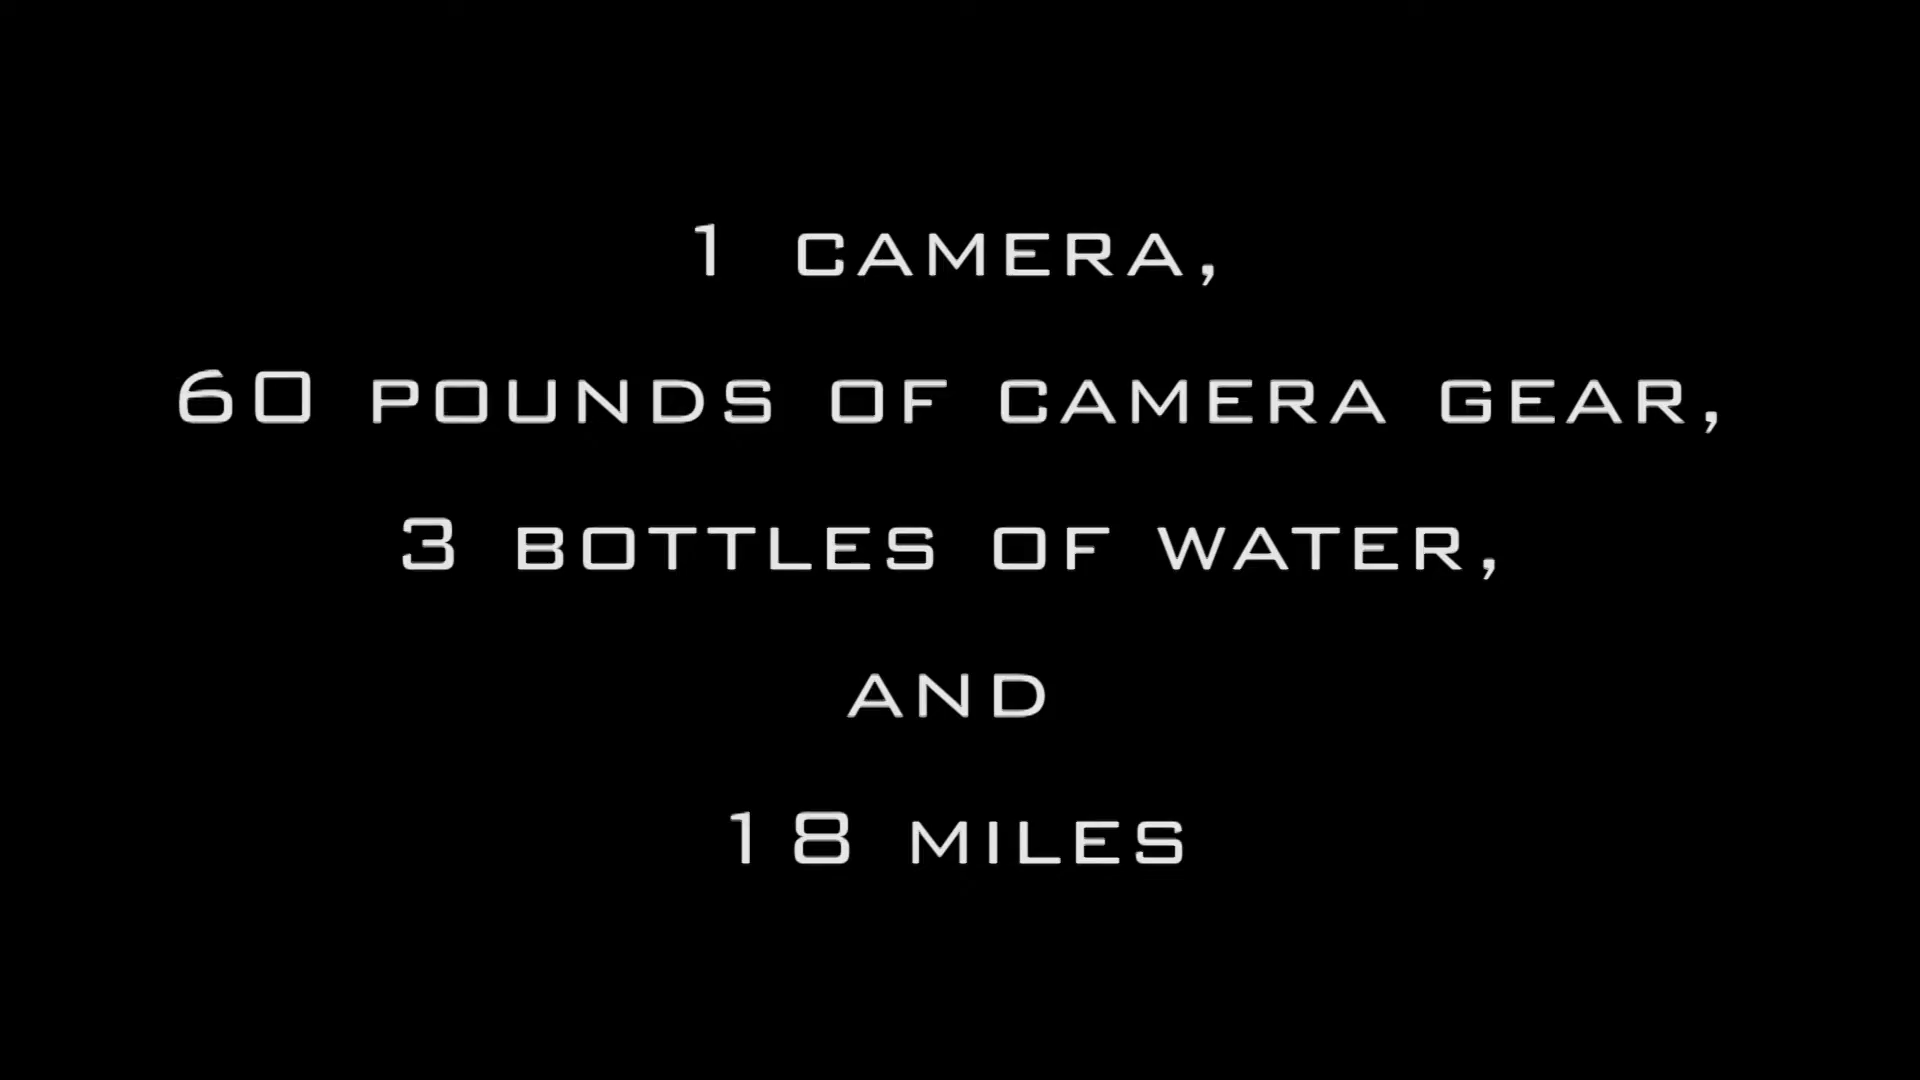 1 CAMERA,
60 POUNDS OF CAMERA GEAR,
3 BOTTLES OF WATER,
AND
18 MILES